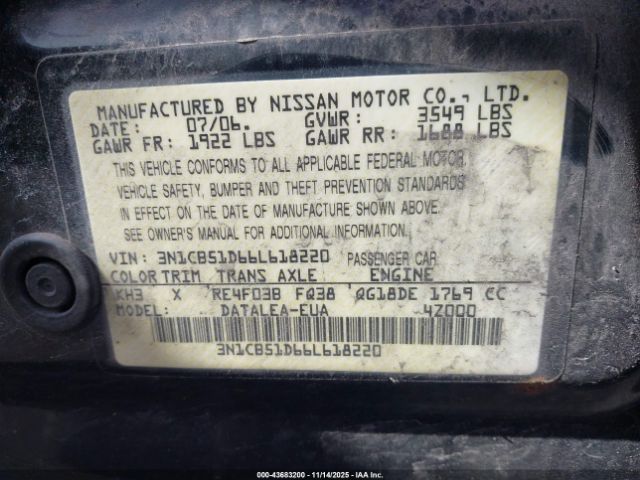 MANUFACTURED BY NISSAN MOTOR CO., LTD.
DATE: 07/06. GVWR: 3549 LBS
GAWR FR: 1922 LBS GAWR RR: 1688 LBS
THIS VEHICLE CONFORMS TO ALL APPLICABLE FEDERAL MOTOR
VEHICLE SAFETY, BUMPER AND THEFT PREVENTION STANDARDS
IN EFFECT ON THE DATE OF MANUFACTURE SHOWN ABOVE.
SEE OWNER'S MANUAL FOR ADDITIONAL INFORMATION.
VIN: 3N1CB51D66L618220 PASSENGER CAR
COLOR TRIM TRANS AXLE ENGINE
KH3 X RE4F03B FQ38 QG18DE 1769 CC
MODEL: DATALEA-EUA 4Z000
3N1CB51D66L618220
000-43683200 - 11/14/2025 - IAA Inc.